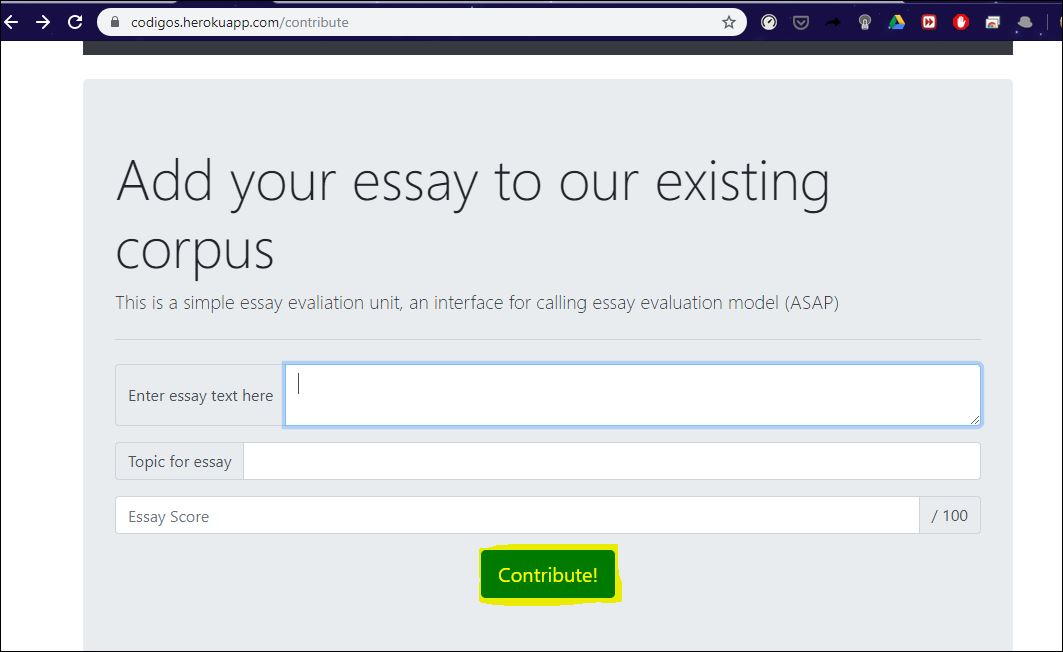 codigos.herokuapp.com/contribute
Add your essay to our existing
corpus
This is a simple essay evaliation unit, an interface for calling essay evaluation model (ASAP)
Enter essay text here
Topic for essay
Essay Score
/ 100
Contribute!